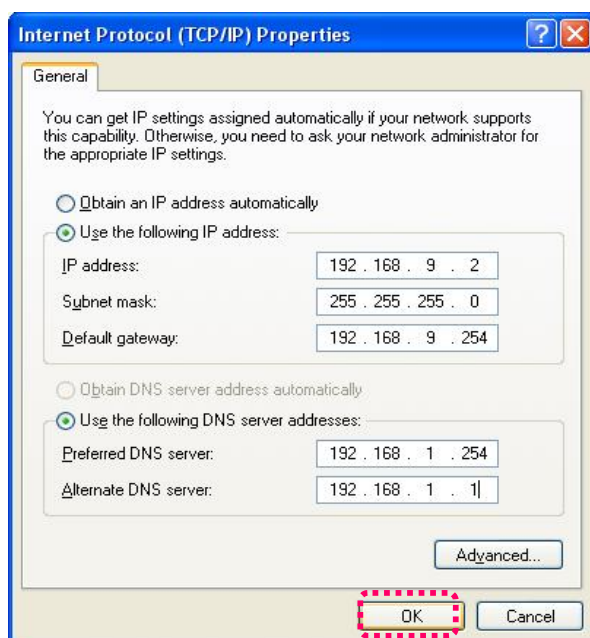 Internet Protocol (TCP/IP) Properties
General
You can get IP settings assigned automatically if your network supports
this capability. Otherwise, you need to ask your network administrator for
the appropriate IP settings.
Obtain an IP address automatically
Use the following IP address:
IP address: 192 . 168 . 9 . 2
Subnet mask: 255 . 255 . 255 . 0
Default gateway: 192 . 168 . 9 . 254
Obtain DNS server address automatically
Use the following DNS server addresses:
Preferred DNS server: 192 . 168 . 1 . 254
Alternate DNS server: 192 . 168 . 1 . 1
Advanced...
OK Cancel